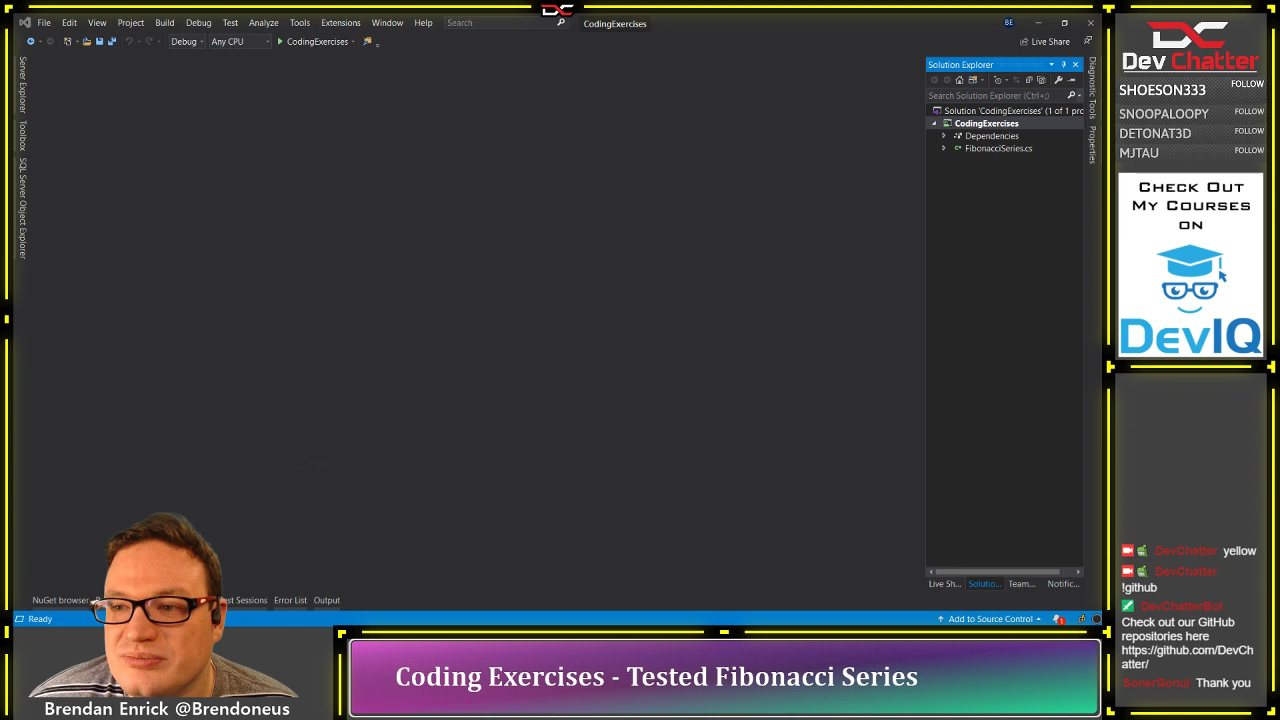 File Edit View Project Build Debug Test Analyze Tools Extensions Window Help Search CodingExercises BE
Debug Any CPU CodingExercises Live Share
Server Explorer
Toolbox
SQL Server Object Explorer
Solution Explorer
Search Solution Explorer (Ctrl+;)
Solution 'CodingExercises' (1 of 1 pro
CodingExercises
Dependencies
FibonacciSeries.cs
Live Sh... Solutio... Team... Notific...
Diagnostic Tools
Properties
NuGet browser
st Sessions Error List Output
Ready
Add to Source Control
1
Brendan Enrick @Brendoneus
Coding Exercises - Tested Fibonacci Series
DC
Dev Chatter
SHOESON333 FOLLOW
SNOOPALOOPY FOLLOW
DETONAT3D FOLLOW
MJTAU FOLLOW
Check Out
My Courses
on
DevIQ
DevChatter yellow
DevChatter
!github
DevChatterBot
Check out our GitHub
repositories here
https://github.com/DevCh
atter/
SonerGonul Thank you